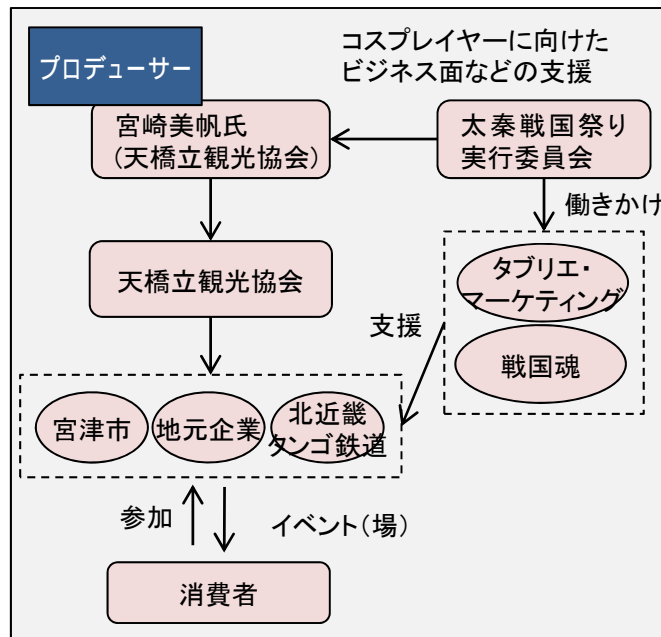 コスプレイヤーに向けた
ビジネス面などの支援
プロデューサー
宮崎美帆氏
(天橋立観光協会)
太秦戦国祭り
実行委員会
働きかけ
天橋立観光協会
タブリエ・
マーケティング
戦国魂
支援
宮津市
地元企業
北近畿
タンゴ鉄道
参加
イベント(場)
消費者